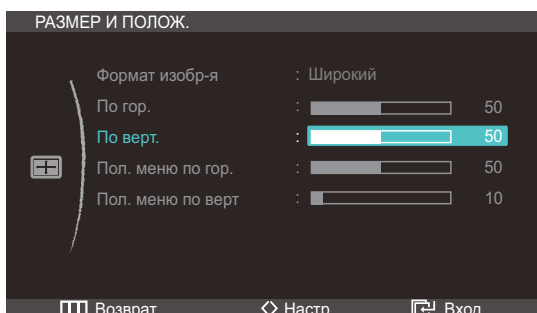 РАЗМЕР И ПОЛОЖ.
Формат изобр-я : Широкий
По гор. : 50
По верт. : 50
Пол. меню по гор. : 50
Пол. меню по верт : 10
Возврат Настр. Вход